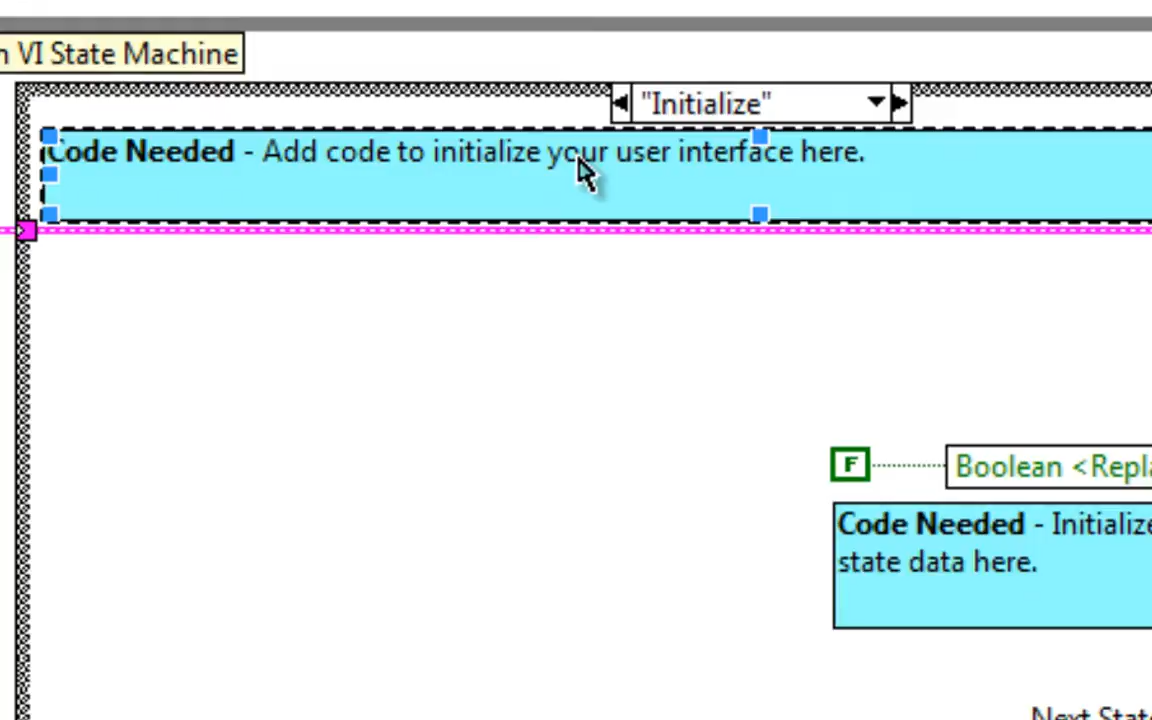 VI State Machine
"Initialize"
Code Needed - Add code to initialize your user interface here.
F
Boolean <Repla
Code Needed - Initialize
state data here.
Next State